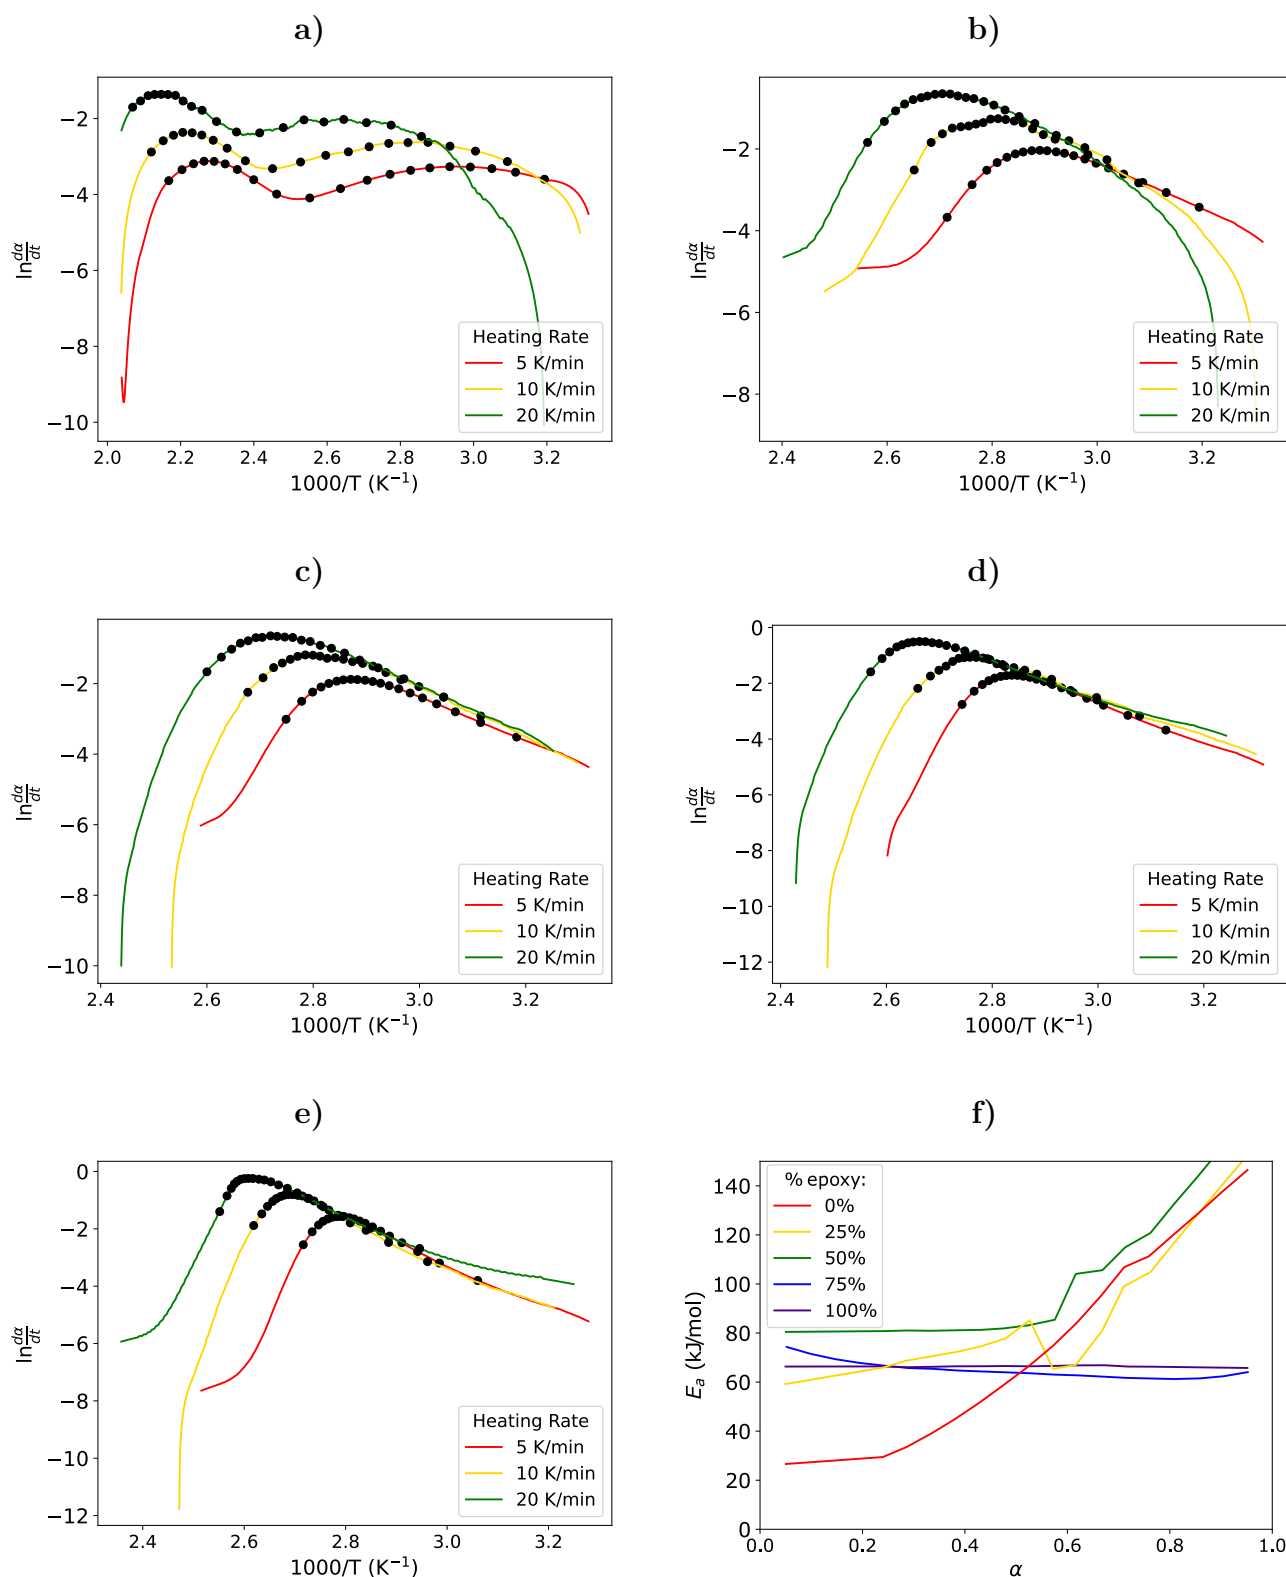 a)
−2
−4
−6
−8
−10
ln dα/dt
2.0 2.2 2.4 2.6 2.8 3.0 3.2
1000/T (K⁻¹)
Heating Rate
5 K/min
10 K/min
20 K/min
b)
−2
−4
−6
−8
ln dα/dt
2.4 2.6 2.8 3.0 3.2
1000/T (K⁻¹)
Heating Rate
5 K/min
10 K/min
20 K/min
c)
−2
−4
−6
−8
−10
ln dα/dt
2.4 2.6 2.8 3.0 3.2
1000/T (K⁻¹)
Heating Rate
5 K/min
10 K/min
20 K/min
d)
0
−2
−4
−6
−8
−10
−12
ln dα/dt
2.4 2.6 2.8 3.0 3.2
1000/T (K⁻¹)
Heating Rate
5 K/min
10 K/min
20 K/min
e)
0
−2
−4
−6
−8
−10
−12
ln dα/dt
2.4 2.6 2.8 3.0 3.2
1000/T (K⁻¹)
Heating Rate
5 K/min
10 K/min
20 K/min
f)
140
120
100
80
60
40
20
0
Eₐ (kJ/mol)
0.0 0.2 0.4 0.6 0.8 1.0
α
% epoxy:
0%
25%
50%
75%
100%